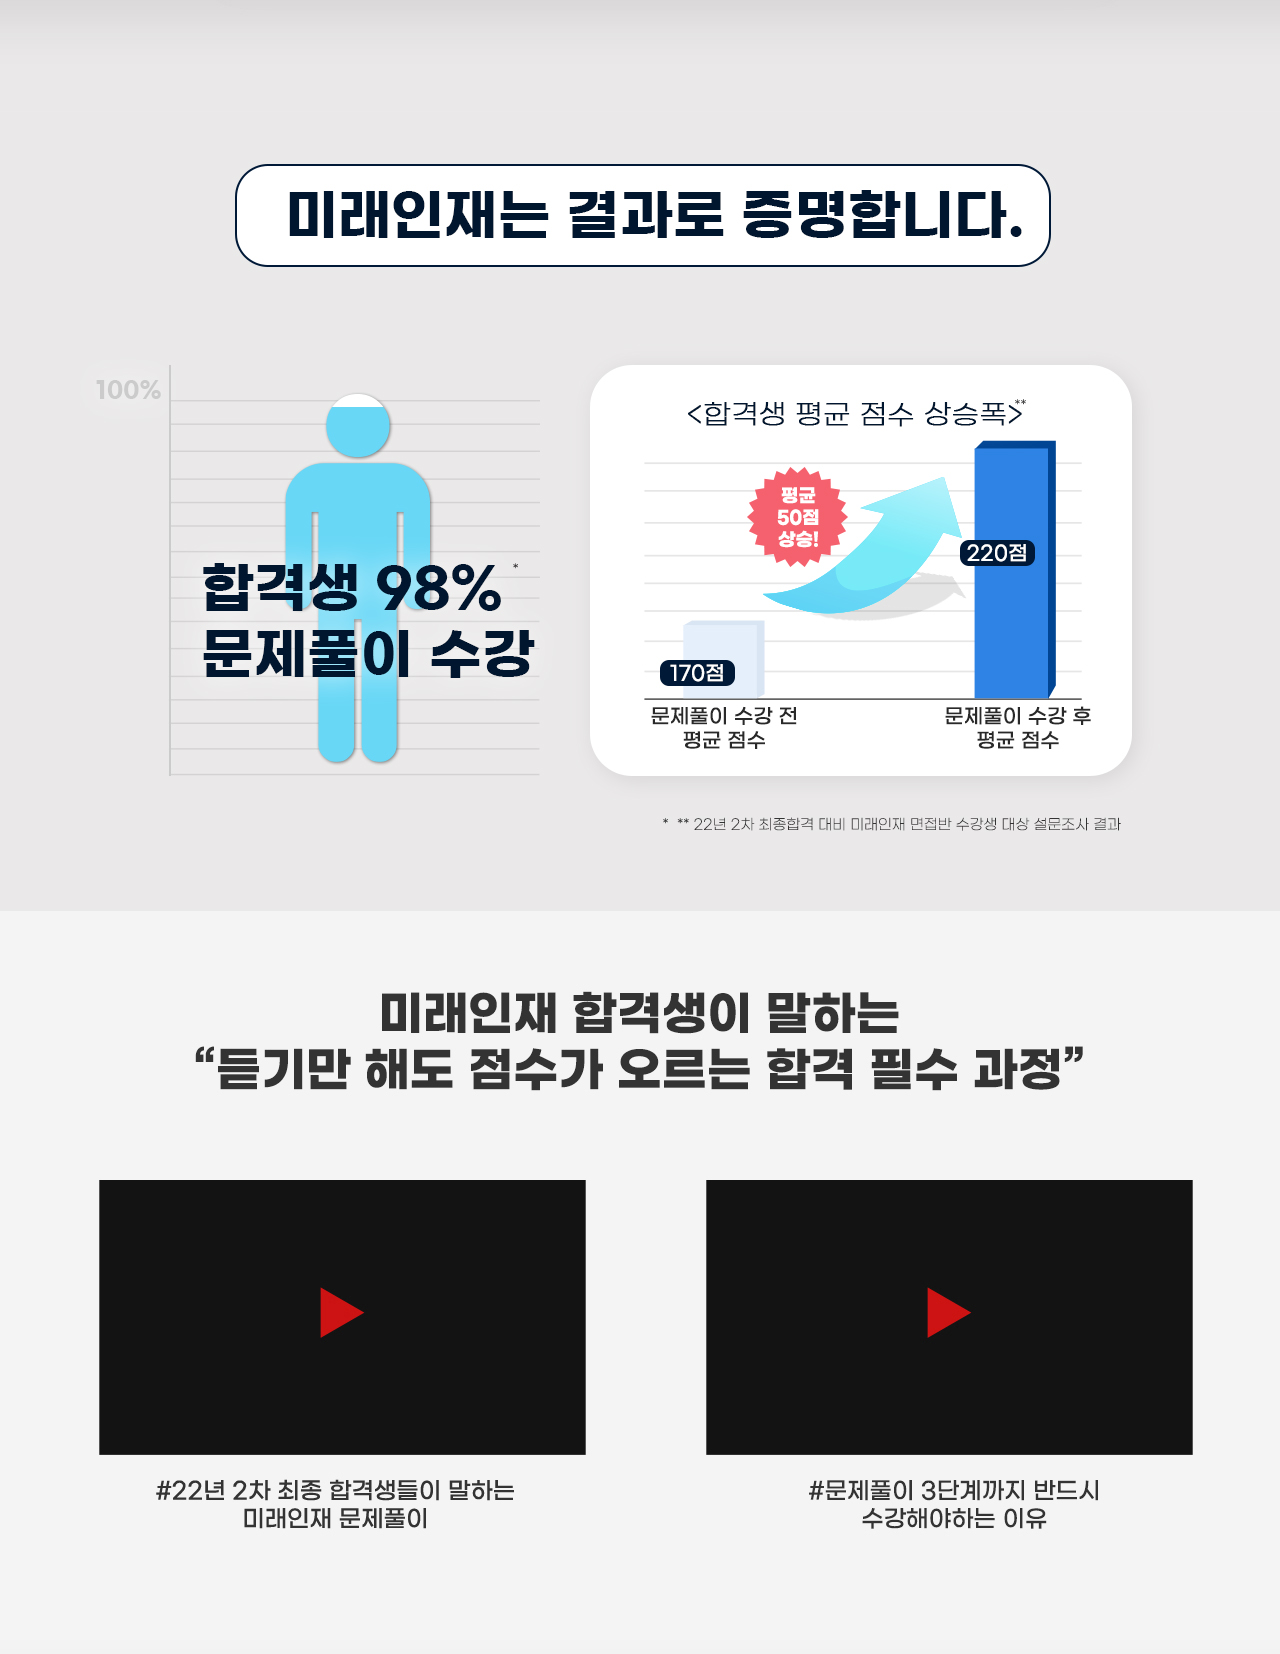 미래인재는 결과로 증명합니다.
100%
합격생 98% *
문제풀이 수강
<합격생 평균 점수 상승폭>**
평균
50점
상승!
220점
170점
문제풀이 수강 전
평균 점수
문제풀이 수강 후
평균 점수
* ** 22년 2차 최종합격 대비 미래인재 면접반 수강생 대상 설문조사 결과
미래인재 합격생이 말하는
“듣기만 해도 점수가 오르는 합격 필수 과정”
#22년 2차 최종 합격생들이 말하는
미래인재 문제풀이
#문제풀이 3단계까지 반드시
수강해야하는 이유